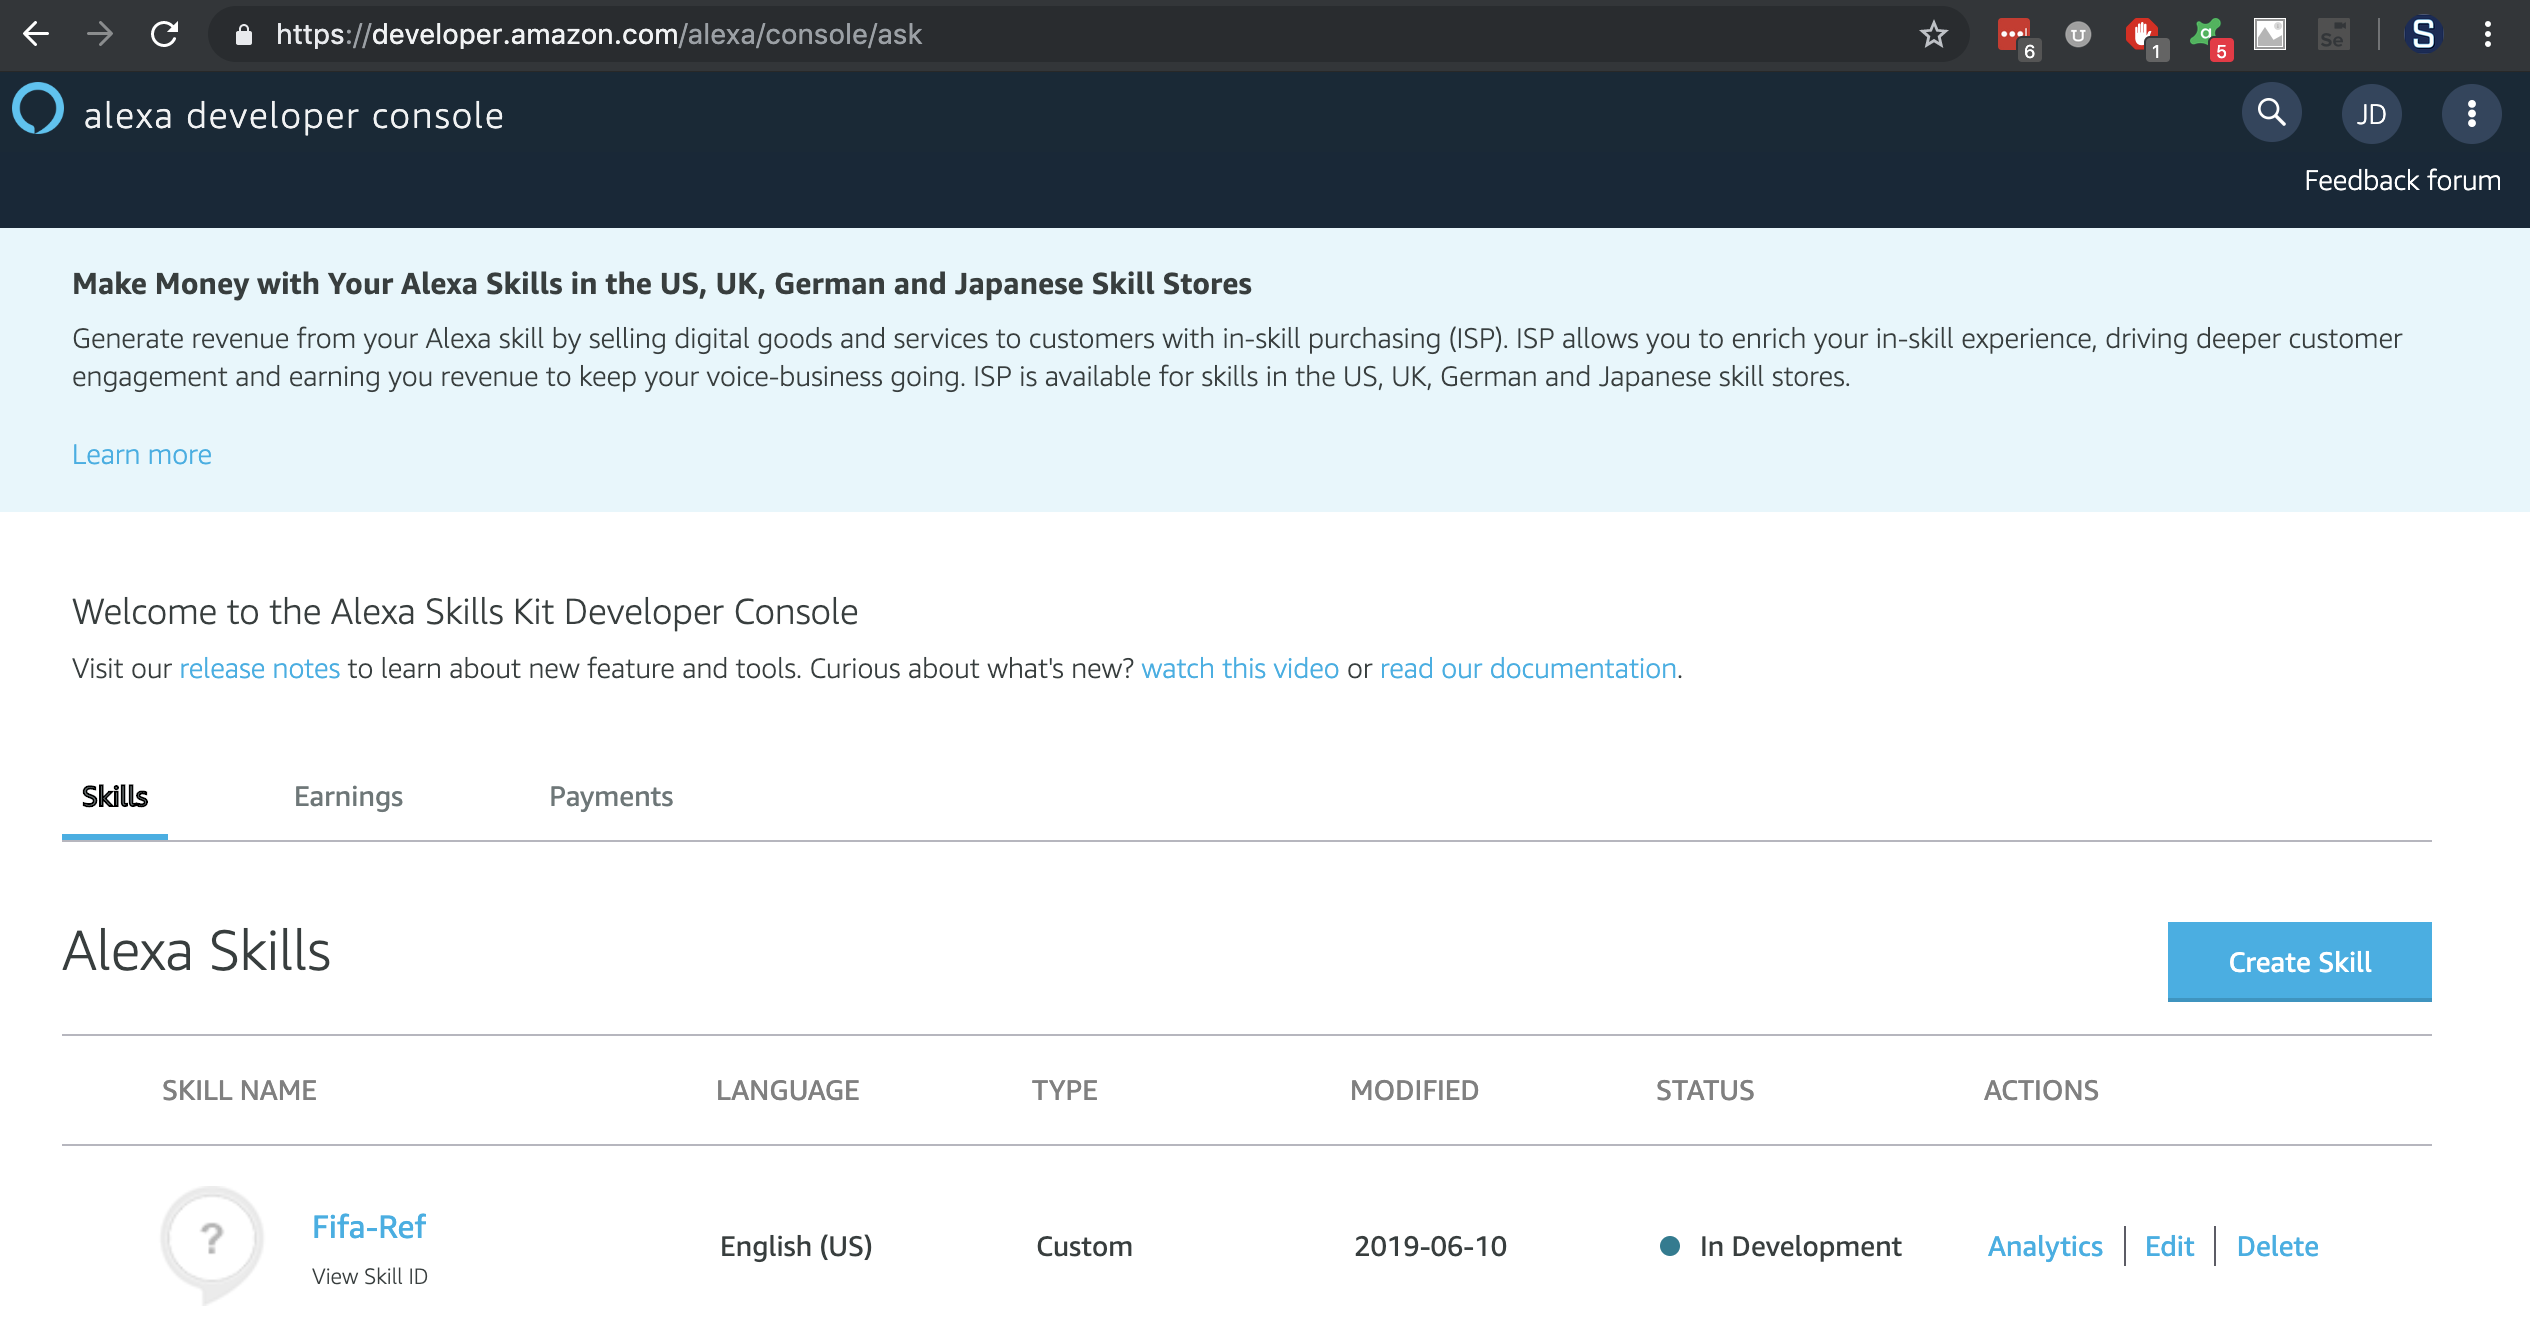 https://developer.amazon.com/alexa/console/ask
6
U
1
a
5
Se
S
alexa developer console
JD
Feedback forum
Make Money with Your Alexa Skills in the US, UK, German and Japanese Skill Stores
Generate revenue from your Alexa skill by selling digital goods and services to customers with in-skill purchasing (ISP). ISP allows you to enrich your in-skill experience, driving deeper customer
engagement and earning you revenue to keep your voice-business going. ISP is available for skills in the US, UK, German and Japanese skill stores.
Learn more
Welcome to the Alexa Skills Kit Developer Console
Visit our release notes to learn about new feature and tools. Curious about what's new? watch this video or read our documentation.
Skills Earnings Payments
Alexa Skills
Create Skill
SKILL NAME LANGUAGE TYPE MODIFIED STATUS ACTIONS
?
Fifa-Ref
View Skill ID
English (US) Custom 2019-06-10 In Development Analytics Edit Delete